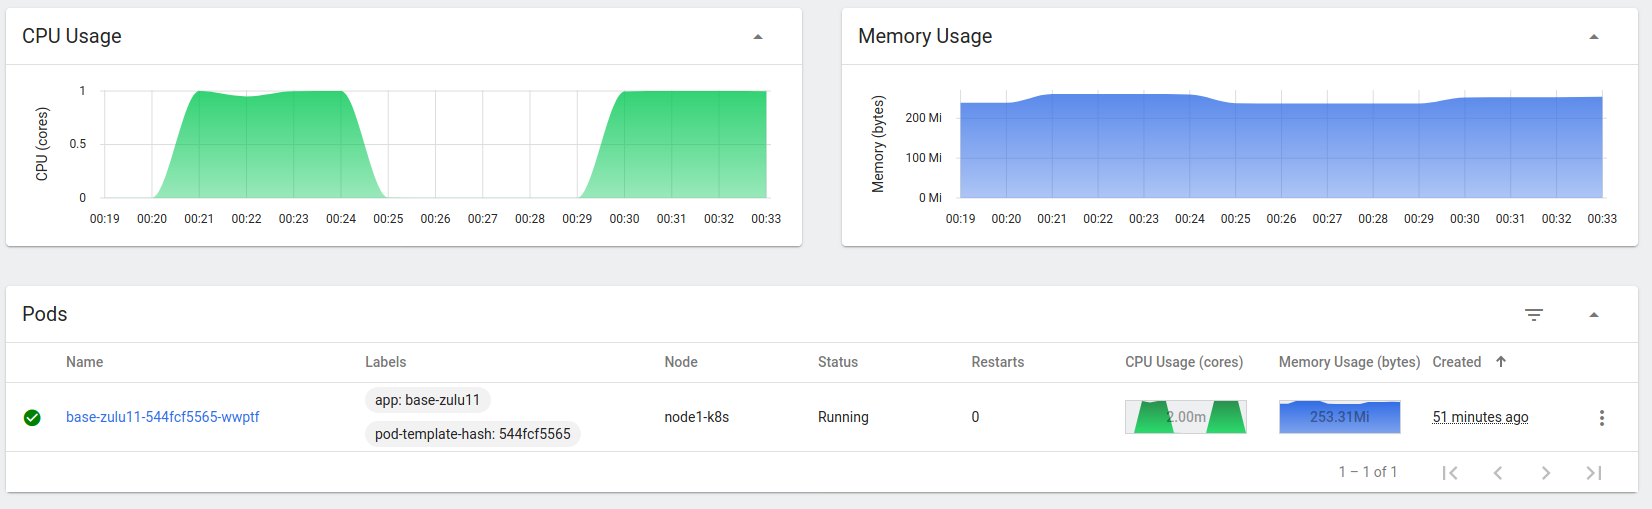 CPU Usage
CPU (cores)
1
0.5
0
00:19 00:20 00:21 00:22 00:23 00:24 00:25 00:26 00:27 00:28 00:29 00:30 00:31 00:32 00:33
Memory Usage
Memory (bytes)
200 Mi
100 Mi
0 Mi
00:19 00:20 00:21 00:22 00:23 00:24 00:25 00:26 00:27 00:28 00:29 00:30 00:31 00:32 00:33
Pods
Name Labels Node Status Restarts CPU Usage (cores) Memory Usage (bytes) Created
app: base-zulu11
base-zulu11-544fcf5565-wwptf node1-k8s Running 0 2.00m 253.31Mi 51 minutes ago
pod-template-hash: 544fcf5565
1 – 1 of 1